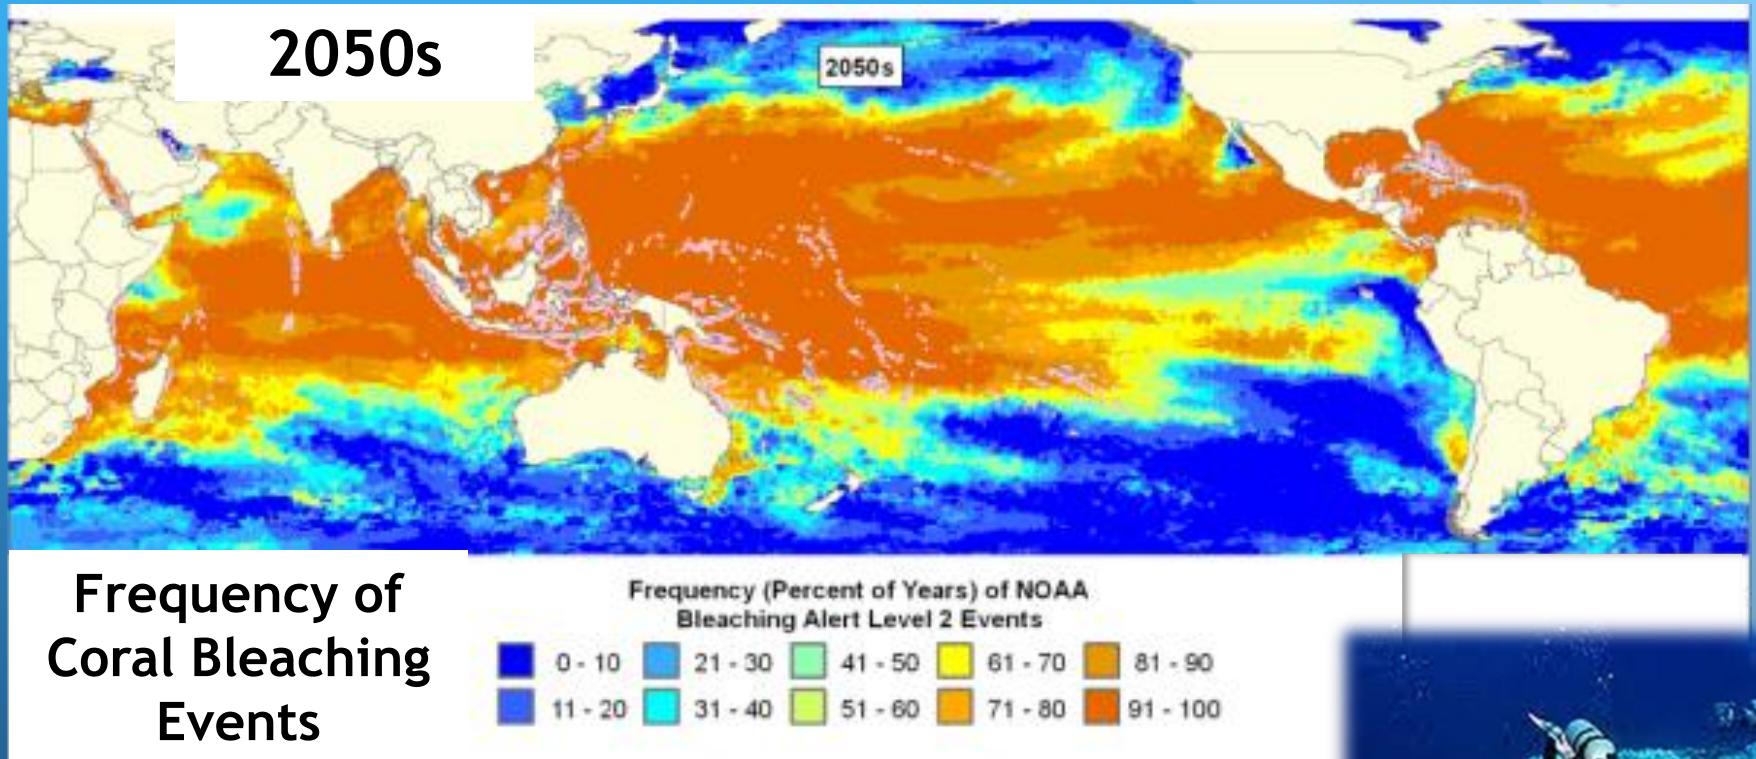 2050s
2050s
Frequency of
Coral Bleaching
Events
Frequency (Percent of Years) of NOAA
Bleaching Alert Level 2 Events
0 - 10
21 - 30
41 - 50
61 - 70
81 - 90
11 - 20
31 - 40
51 - 60
71 - 80
91 - 100